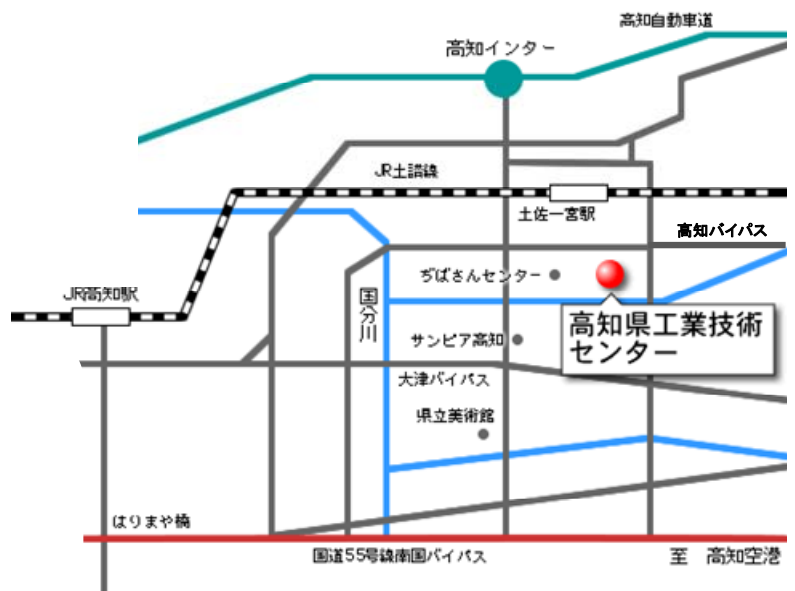 高知自動車道
高知インター
JR土讃線
土佐一宮駅
高知バイパス
ぢばさんセンター
JR高知駅
国分川
高知県工業技術
センター
サンピア高知
大津バイパス
県立美術館
はりまや橋
国道55号線南国バイパス
至 高知空港